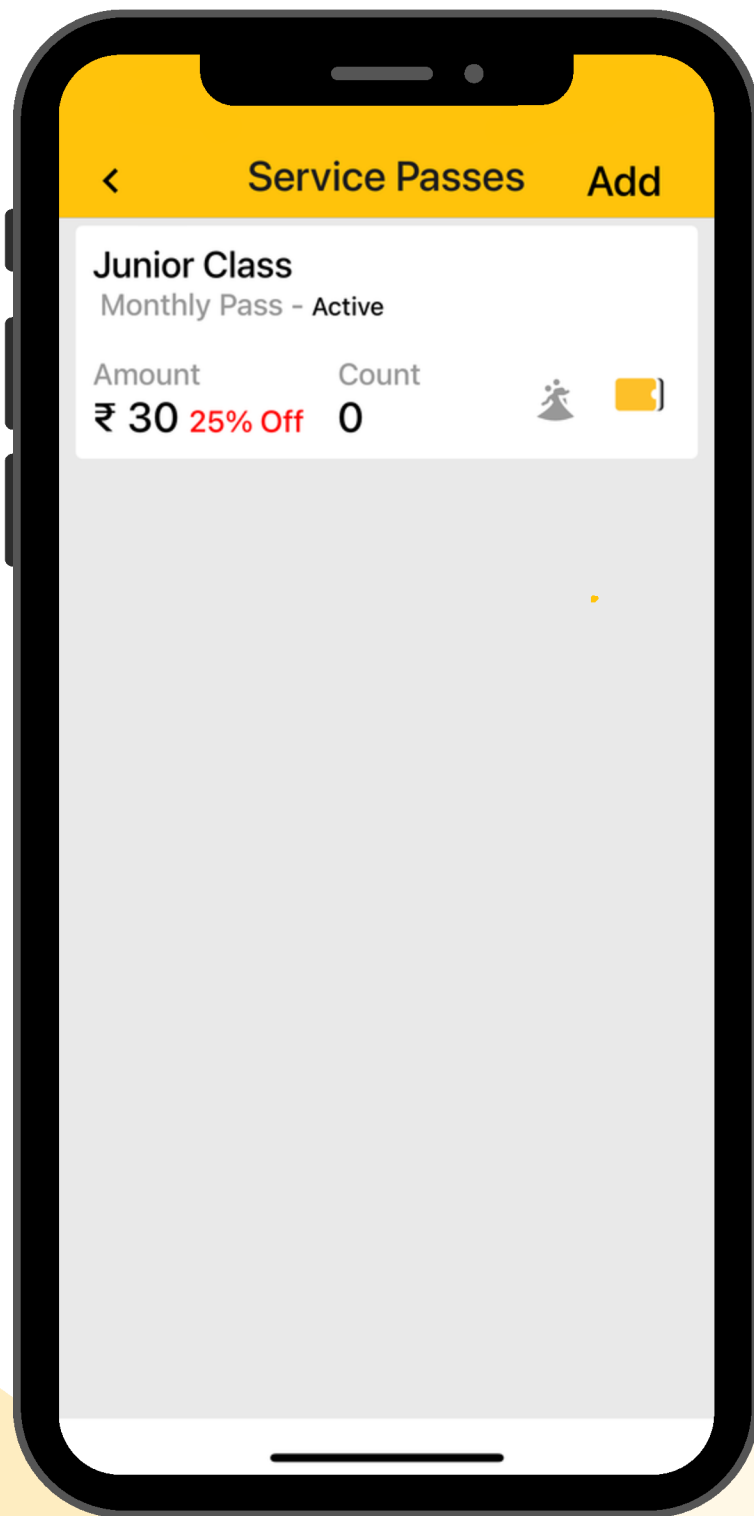 Service Passes Add
Junior Class
Monthly Pass - Active
Amount Count
₹ 30 25% Off 0